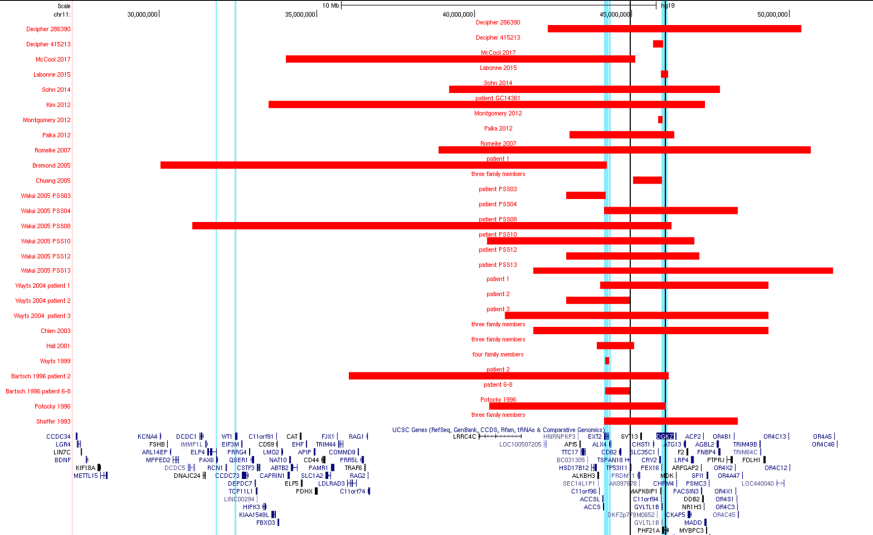 Scale 10 Mb hg19
chr11: 30,000,000 35,000,000 40,000,000 45,000,000 50,000,000
Decipher 286390
Decipher 286390
Decipher 415213
Decipher 415213
McCool 2017
McCool 2017
Labonne 2015
Labonne 2015
Sohn 2014
Sohn 2014
patient GC14361
Kim 2012
Montgomery 2012
Montgomery 2012
Palka 2012
Palka 2012
Romeike 2007
Romeike 2007
patient 1
Bremond 2005
three family members
Chuang 2005
patient PSS03
Wakui 2005 PSS03
patient PSS04
Wakui 2005 PSS04
patient PSS08
Wakui 2005 PSS08
patient PSS10
Wakui 2005 PSS10
patient PSS12
Wakui 2005 PSS12
patient PSS13
Wakui 2005 PSS13
patient 1
Wuyts 2004 patient 1
patient 2
Wuyts 2004 patient 2
patient 3
Wuyts 2004 patient 3
three family members
Chien 2003
three family members
Hall 2001
four family members
Wuyts 1999
patient 2
Bartsch 1996 patient 2
patient 6-8
Bartsch 1996 patient 6-8
Potocky 1996
Potocky 1996
three family members
Shaffer 1993
UCSC Genes (RefSeq, GenBank, CCDS, Rfam, tRNAs & Comparative Genomics)
CCDC34 KCNA4 DCDC1 WT1 C11orf91 CAT FJX1 RAG1 LRRC4C HNRNPKP3 EXT2 SYT13 DGKZ ACP2 OR4B1 OR4C13 OR4A5
LGR4 FSHB IMMP1L EIF3M CD59 EHF TRIM44 LOC100507205 API5 ALX4 CHST1 ATG13 AGBL2 TRIM49B OR4C12 OR4C46
LIN7C ARL14EP ELP4 PRRG4 LMO2 APIP COMMD9 TTC17 CD82 SLC35C1 F2 FNBP4 TRIM64C
BDNF MPPED2 PAX6 QSER1 NAT10 CD44 PRR5L BC031305 TSPAN18 CRY2 LRP4 PTPRJ FOLH1
KIF18A DCDC5 RCN1 CSTF3 ABTB2 PAMR1 TRAF6 HSD17B12 TP53I11 PEX16 ARFGAP2 OR4X2 OR4C12
METTL15 DNAJC24 CCDC73 CAPRIN1 SLC1A2 RAG2 ALKBH3 PRDM11 MDK SPI1 OR4A47
DEPDC7 ELF5 LDLRAD3 SEC14L1P1 AK097878 CHRM4 PSMC3 LOC440040
TCP11L1 PDHX C11orf74 C11orf96 MAPK8IP1 PACSIN3 OR4X1
LINC00294 ACCSL C11orf94 DDB2 OR4S1
HIPK3 ACCS GYLTL1B NR1H3 OR4C3
KIAA1549L DKFZp779M0652 CKAP5 OR4C45
FBXO3 GYLTL1B MADD
PHF21A MYBPC3